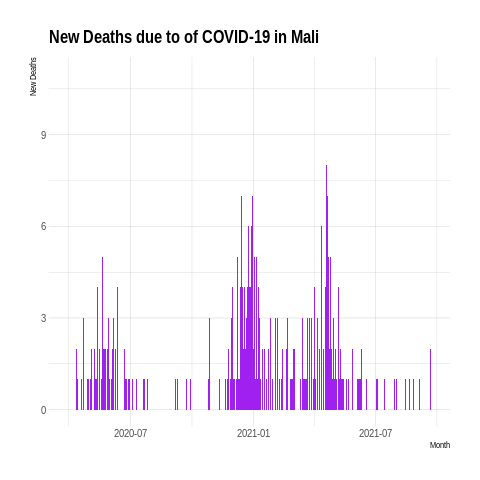 New Deaths due to of COVID-19 in Mali
New Deaths
9
6
3
0
2020-07
2021-01
2021-07
Month